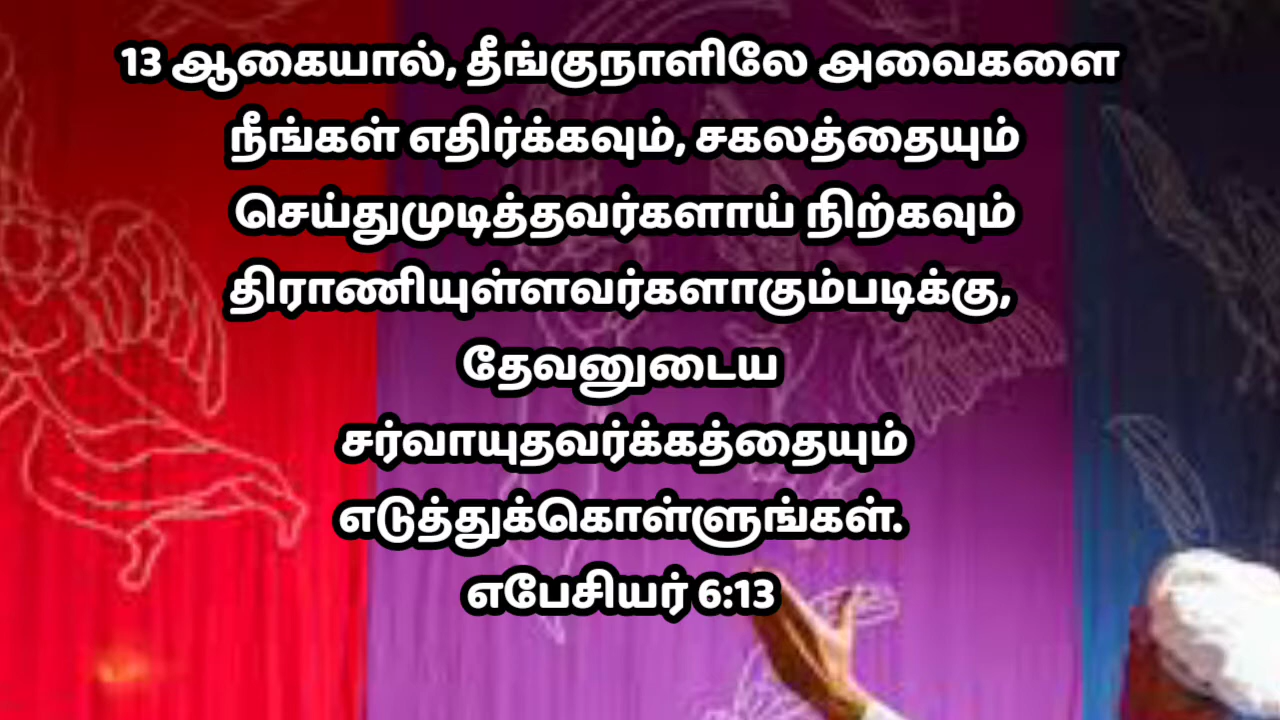 13 ஆகையால், தீங்குநாளிலே அவைகளை
நீங்கள் எதிர்க்கவும், சகலத்தையும்
செய்துமுடித்தவர்களாய் நிற்கவும்
திராணியுள்ளவர்களாகும்படிக்கு,
தேவனுடைய
சர்வாயுதவர்க்கத்தையும்
எடுத்துக்கொள்ளுங்கள்.
எபேசியர் 6:13